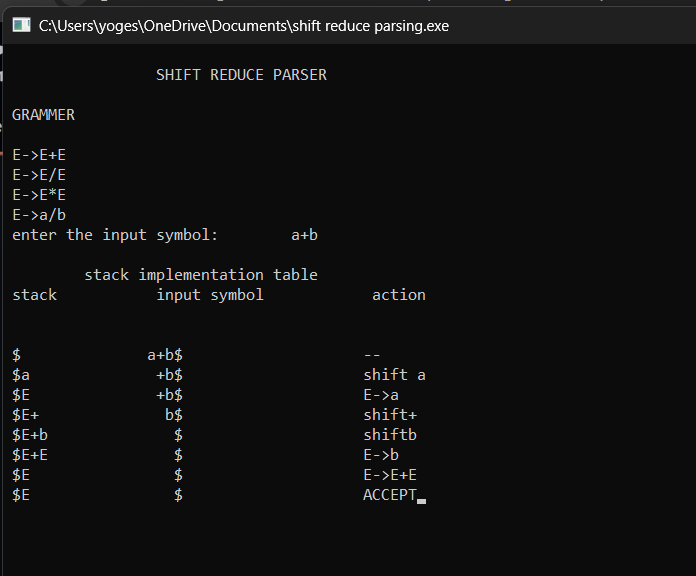 C:\Users\yoges\OneDrive\Documents\shift reduce parsing.exe
SHIFT REDUCE PARSER
GRAMMER
E->E+E
E->E/E
E->E*E
E->a/b
enter the input symbol:        a+b
stack implementation table
stack           input symbol            action
$              a+b$                    --
$a              +b$                    shift a
$E              +b$                    E->a
$E+              b$                    shift+
$E+b              $                    shiftb
$E+E              $                    E->b
$E                $                    E->E+E
$E                $                    ACCEPT